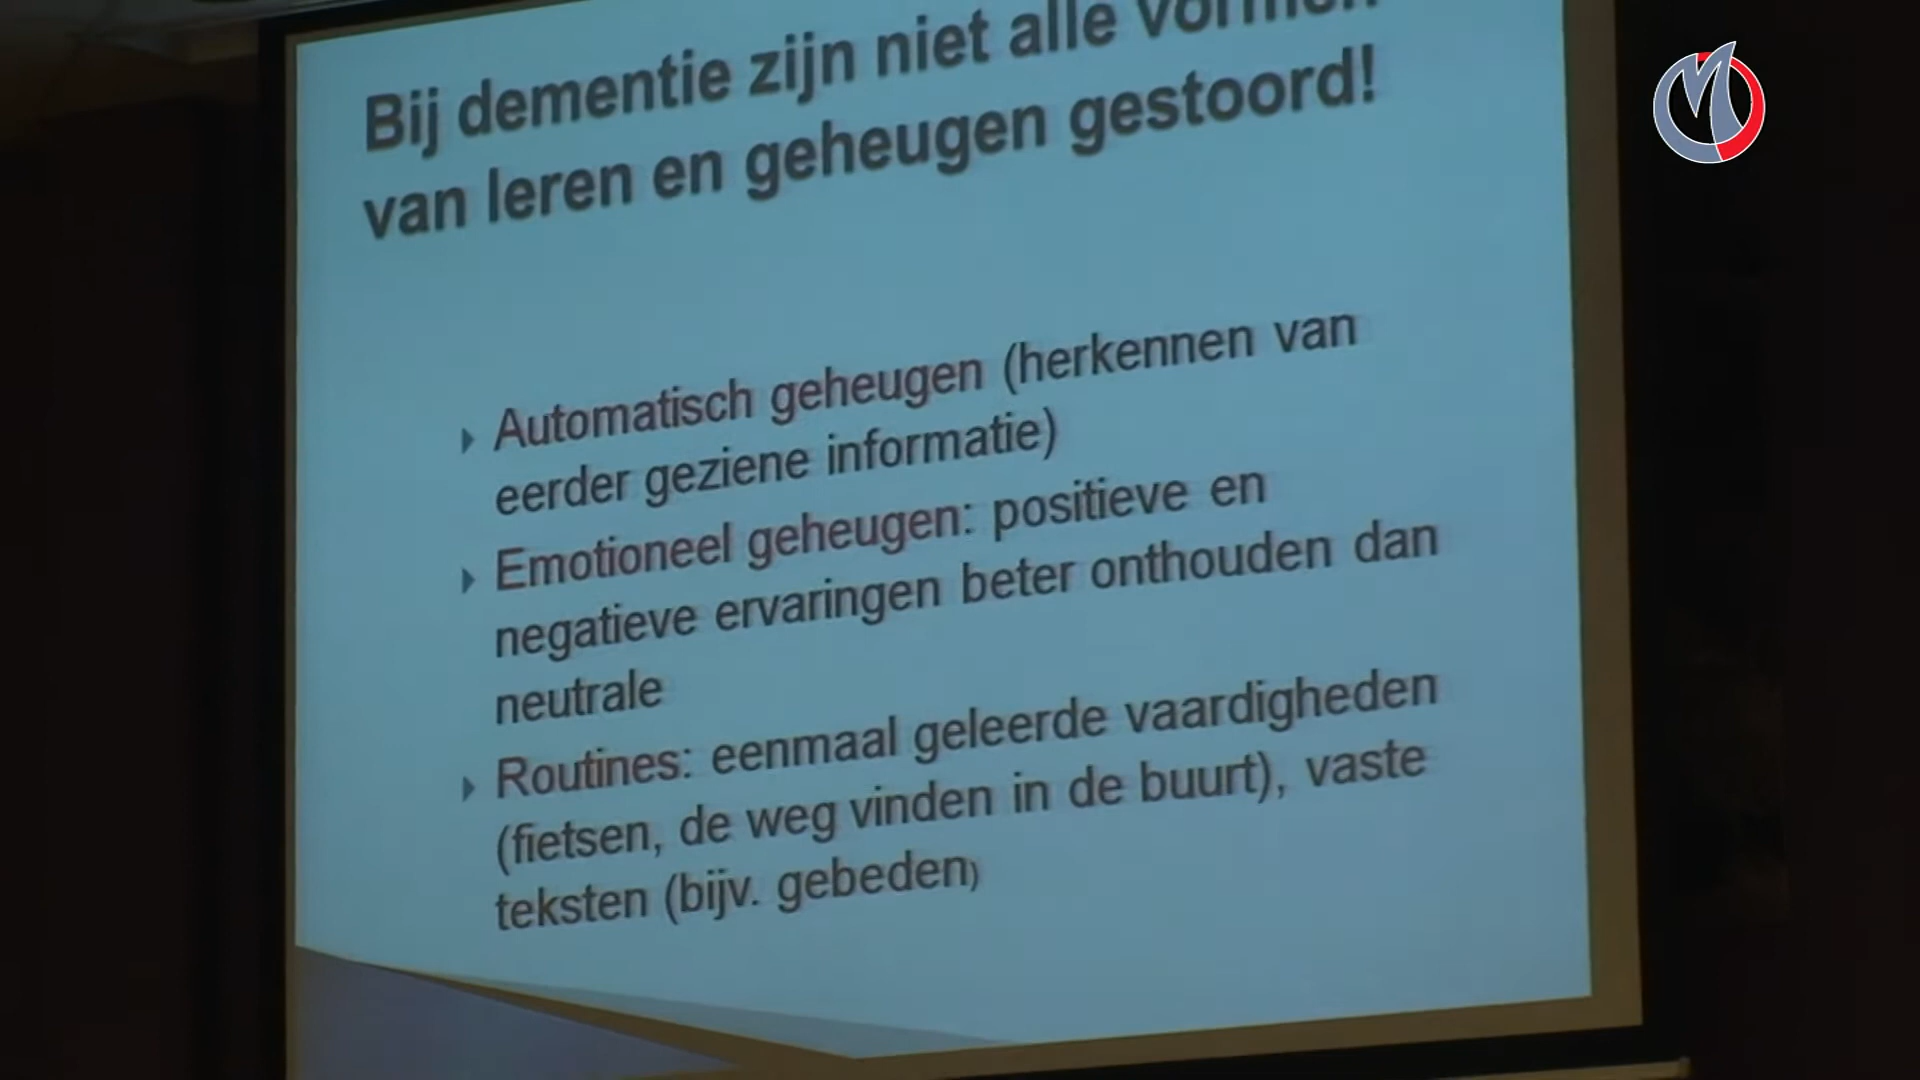 Bij dementie zijn niet alle vormen
van leren en geheugen gestoord!
Automatisch geheugen (herkennen van
eerder geziene informatie)
Emotioneel geheugen: positieve en
negatieve ervaringen beter onthouden dan
neutrale
Routines: eenmaal geleerde vaardigheden
(fietsen, de weg vinden in de buurt), vaste
teksten (bijv. gebeden)